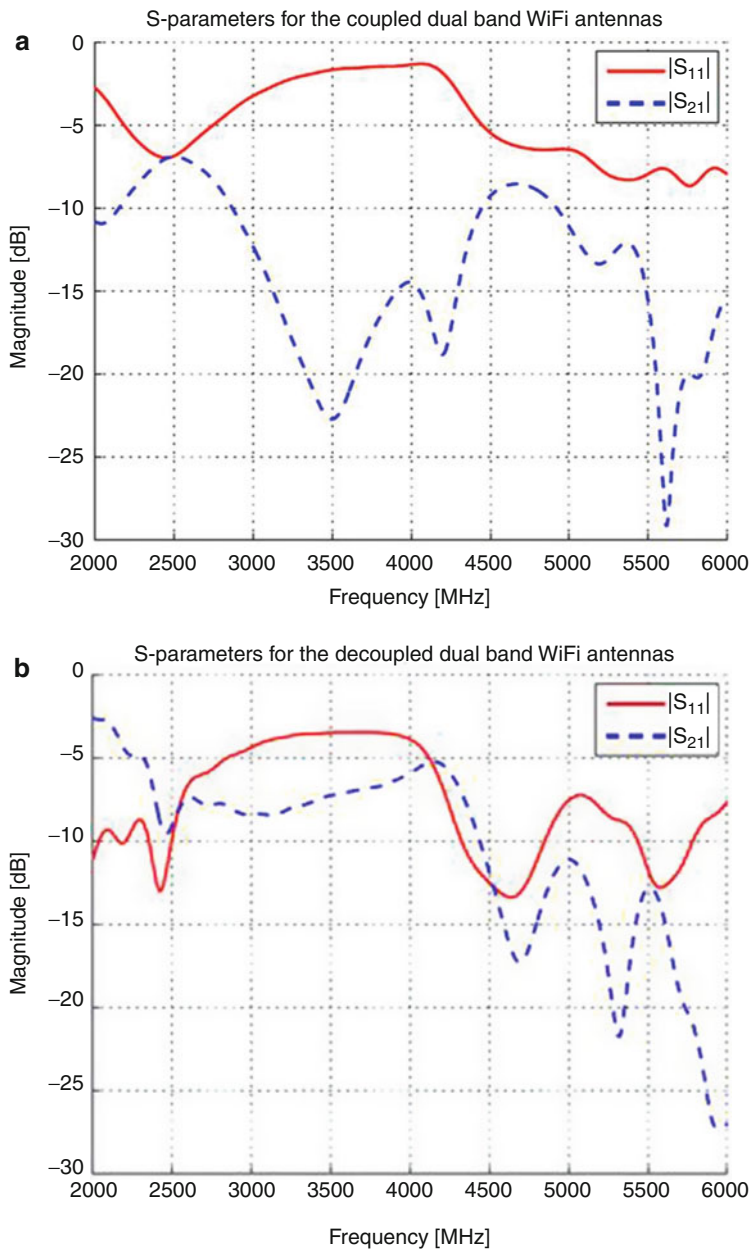 a
S-parameters for the coupled dual band WiFi antennas
|S11|
|S21|
0
–5
–10
–15
–20
–25
–30
Magnitude [dB]
2000 2500 3000 3500 4000 4500 5000 5500 6000
Frequency [MHz]
b
S-parameters for the decoupled dual band WiFi antennas
|S11|
|S21|
0
–5
–10
–15
–20
–25
–30
Magnitude [dB]
2000 2500 3000 3500 4000 4500 5000 5500 6000
Frequency [MHz]